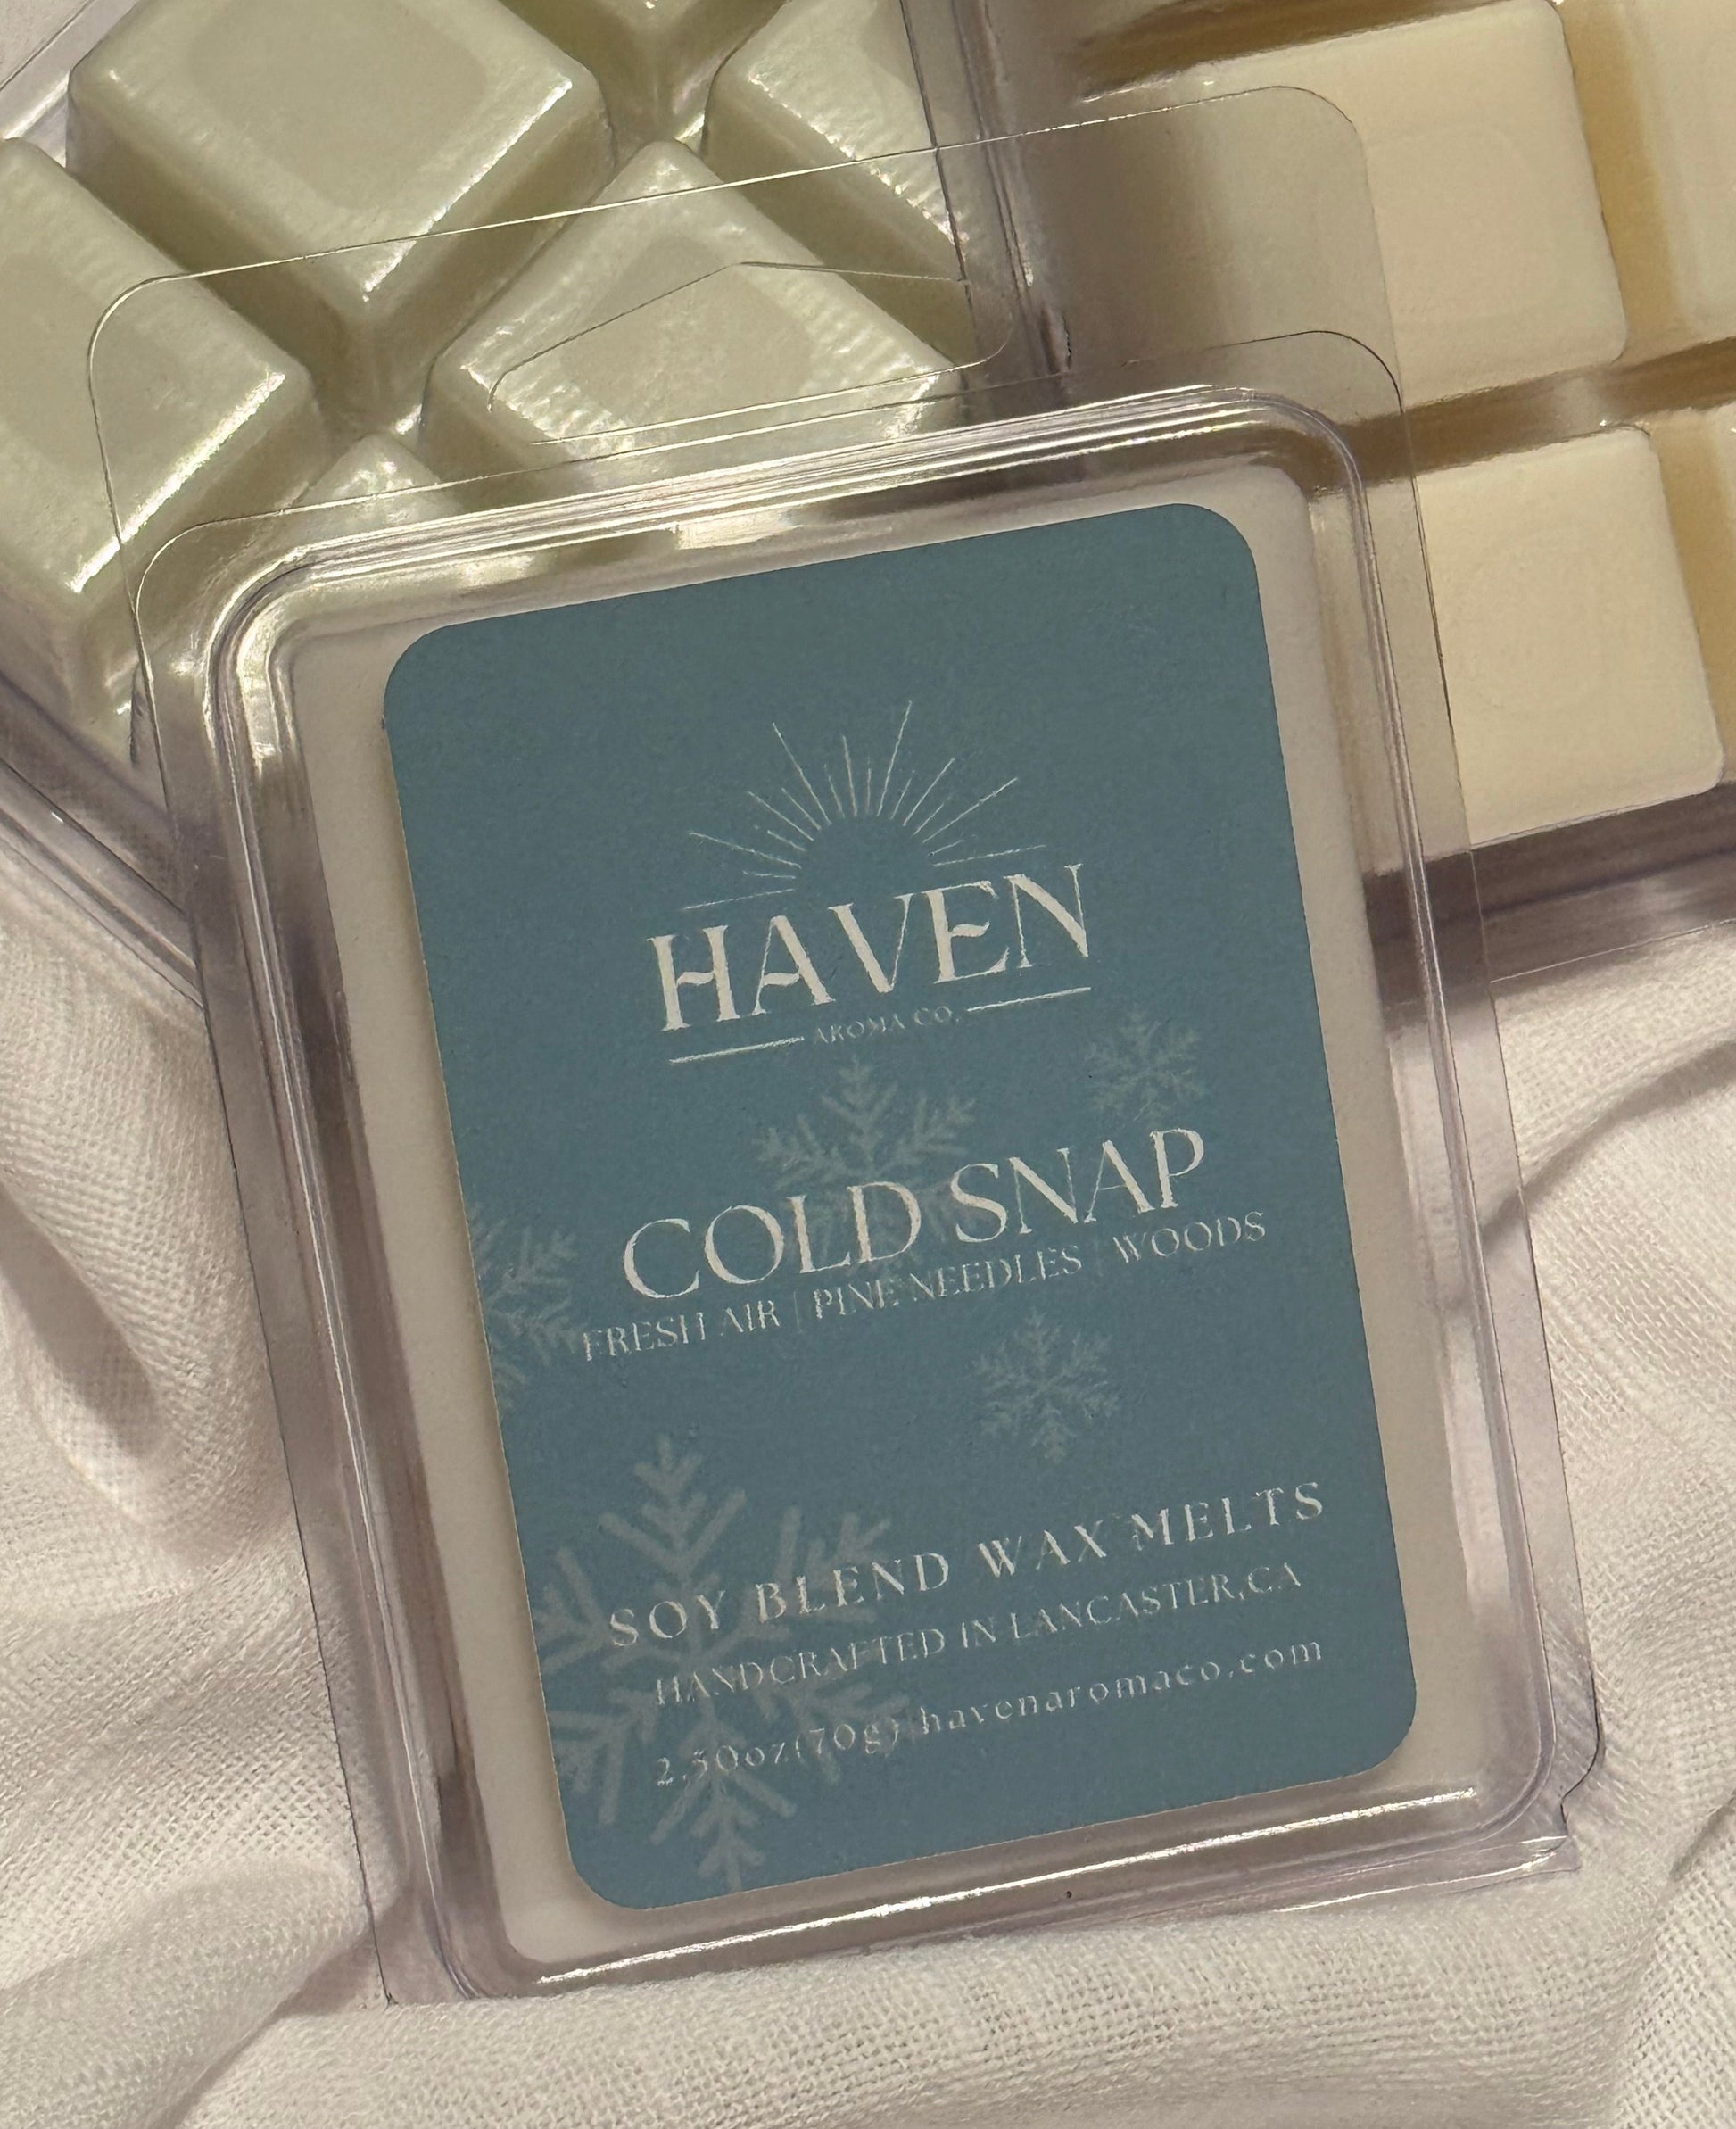 HAVEN
AROMA CO.
COLD SNAP
FRESH AIR | PINE NEEDLES | WOODS
SOY BLEND WAX MELTS
HANDCRAFTED IN LANCASTER,CA
2.50oz(70g) havenaromaco.com